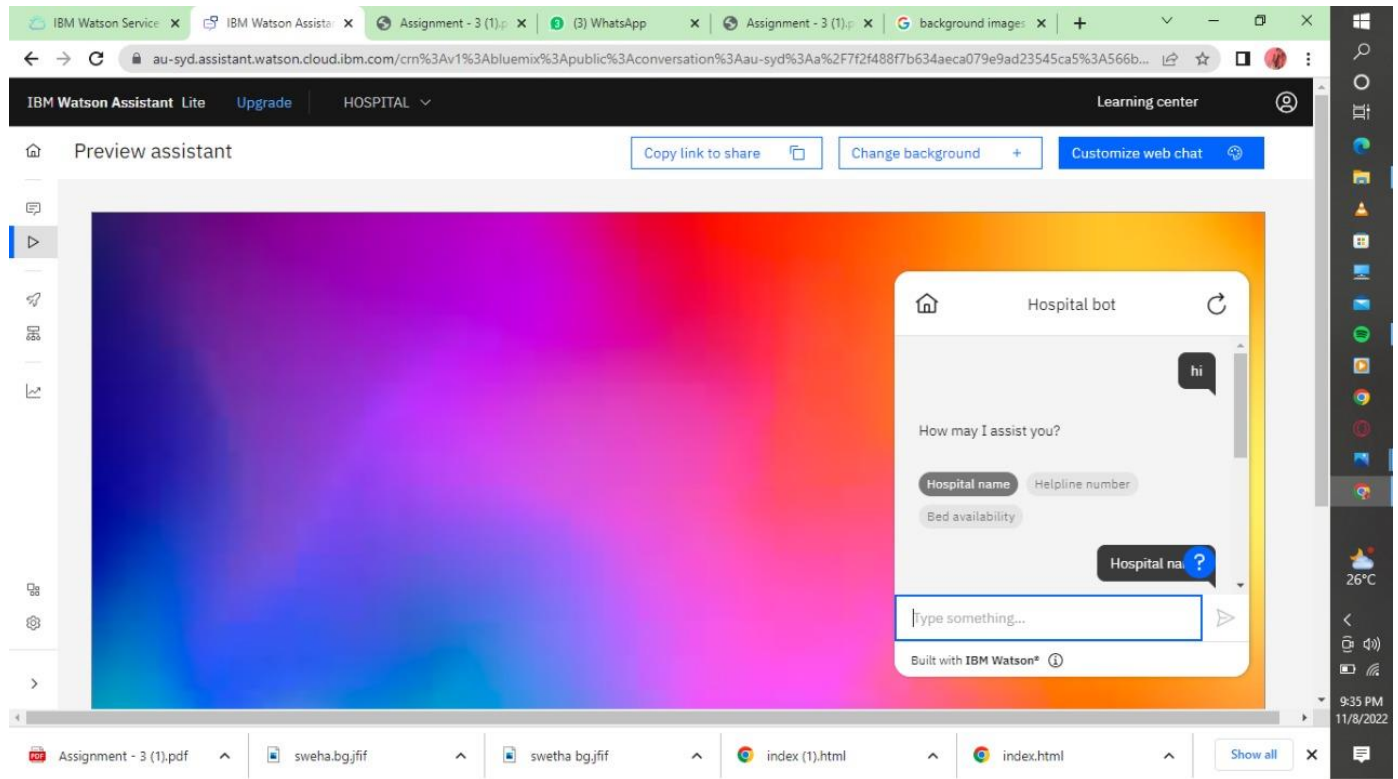 IBM Watson Service
IBM Watson Assista
Assignment - 3 (1).p
(3) WhatsApp
Assignment - 3 (1).p
background images
au-syd.assistant.watson.cloud.ibm.com/crn%3Av1%3Abluemix%3Apublic%3Aconversation%3Aau-syd%3Aa%2F7f2f488f7b634aeca079e9ad23545ca5%3A566b...
IBM Watson Assistant Lite Upgrade HOSPITAL Learning center
Preview assistant Copy link to share Change background + Customize web chat
Hospital bot
hi
How may I assist you?
Hospital name Helpline number
Bed availability
Hospital na ?
Type something...
Built with IBM Watson®
26°C
9:35 PM
11/8/2022
Assignment - 3 (1).pdf sweha.bg.jfif swetha bg.jfif index (1).html index.html Show all